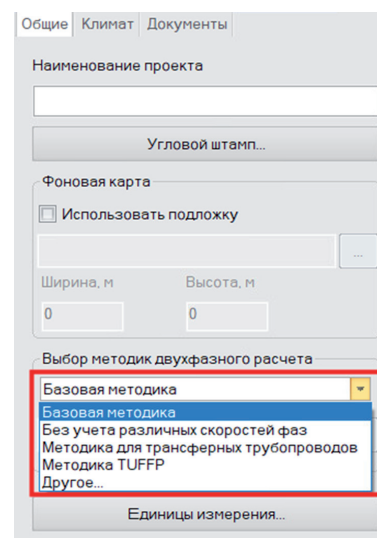 Общие Климат Документы
Наименование проекта
Угловой штамп...
Фоновая карта
Использовать подложку
...
Ширина, м Высота, м
0 0
Выбор методик двухфазного расчета
Базовая методика
Базовая методика
Без учета различных скоростей фаз
Методика для трансферных трубопроводов
Методика TUFFP
Другое...
Единицы измерения...